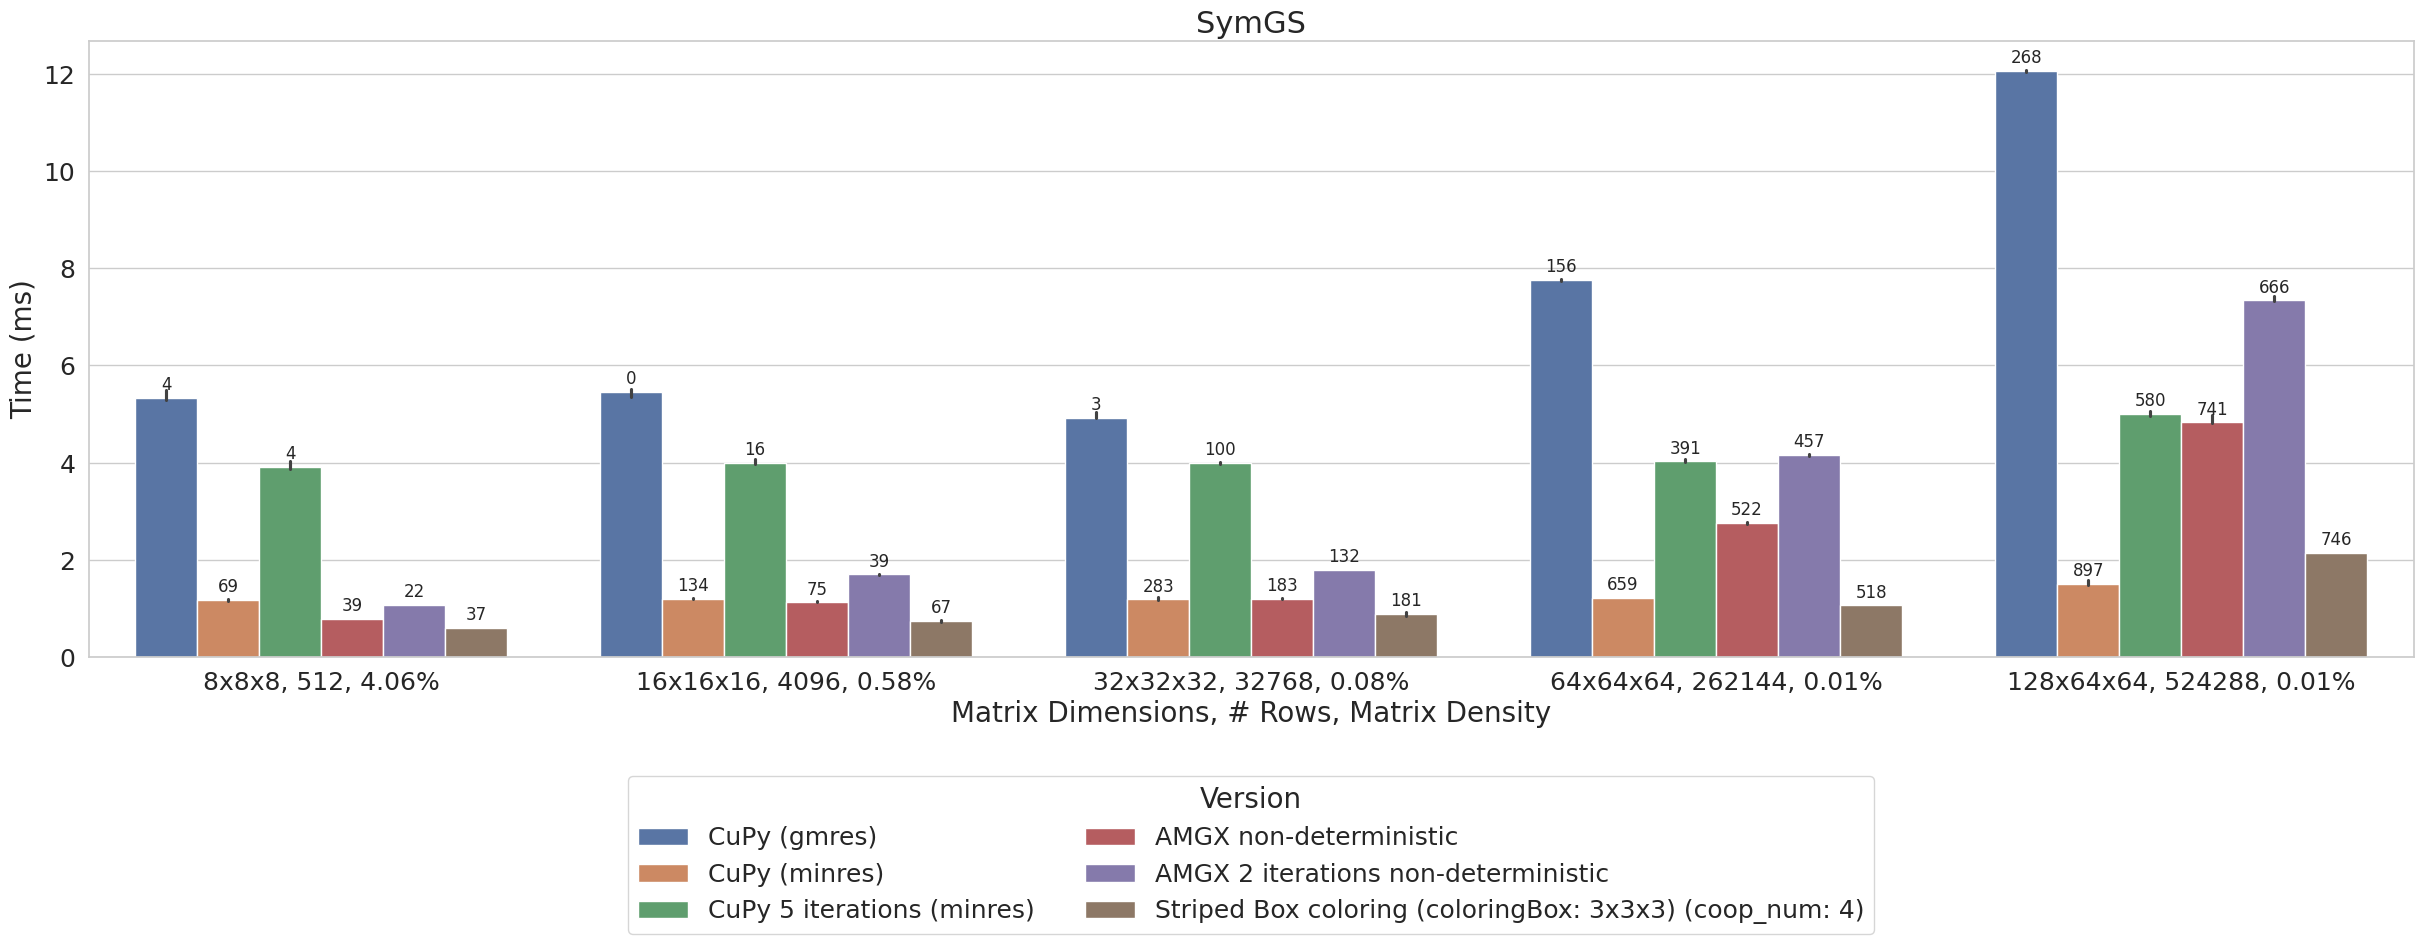 SymGS
Time (ms)
12
10
8
6
4
2
0
4
69
4
39
22
37
0
134
16
75
39
67
3
283
100
183
132
181
156
659
391
522
457
518
268
897
580
741
666
746
8x8x8, 512, 4.06%
16x16x16, 4096, 0.58%
32x32x32, 32768, 0.08%
64x64x64, 262144, 0.01%
128x64x64, 524288, 0.01%
Matrix Dimensions, # Rows, Matrix Density
Version
CuPy (gmres)
CuPy (minres)
CuPy 5 iterations (minres)
AMGX non-deterministic
AMGX 2 iterations non-deterministic
Striped Box coloring (coloringBox: 3x3x3) (coop_num: 4)